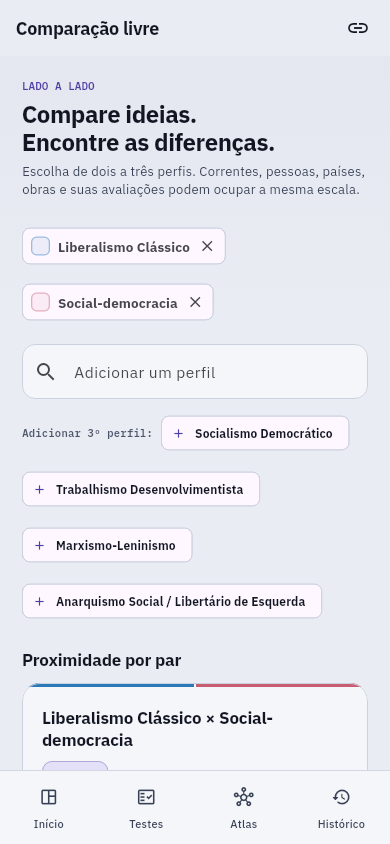 Comparação livre
LADO A LADO
Compare ideias.
Encontre as diferenças.
Escolha de dois a três perfis. Correntes, pessoas, países,
obras e suas avaliações podem ocupar a mesma escala.
Liberalismo Clássico
Social-democracia
Adicionar um perfil
Adicionar 3º perfil:
Socialismo Democrático
Trabalhismo Desenvolvimentista
Marxismo-Leninismo
Anarquismo Social / Libertário de Esquerda
Proximidade por par
Liberalismo Clássico × Social-
democracia
Início
Testes
Atlas
Histórico